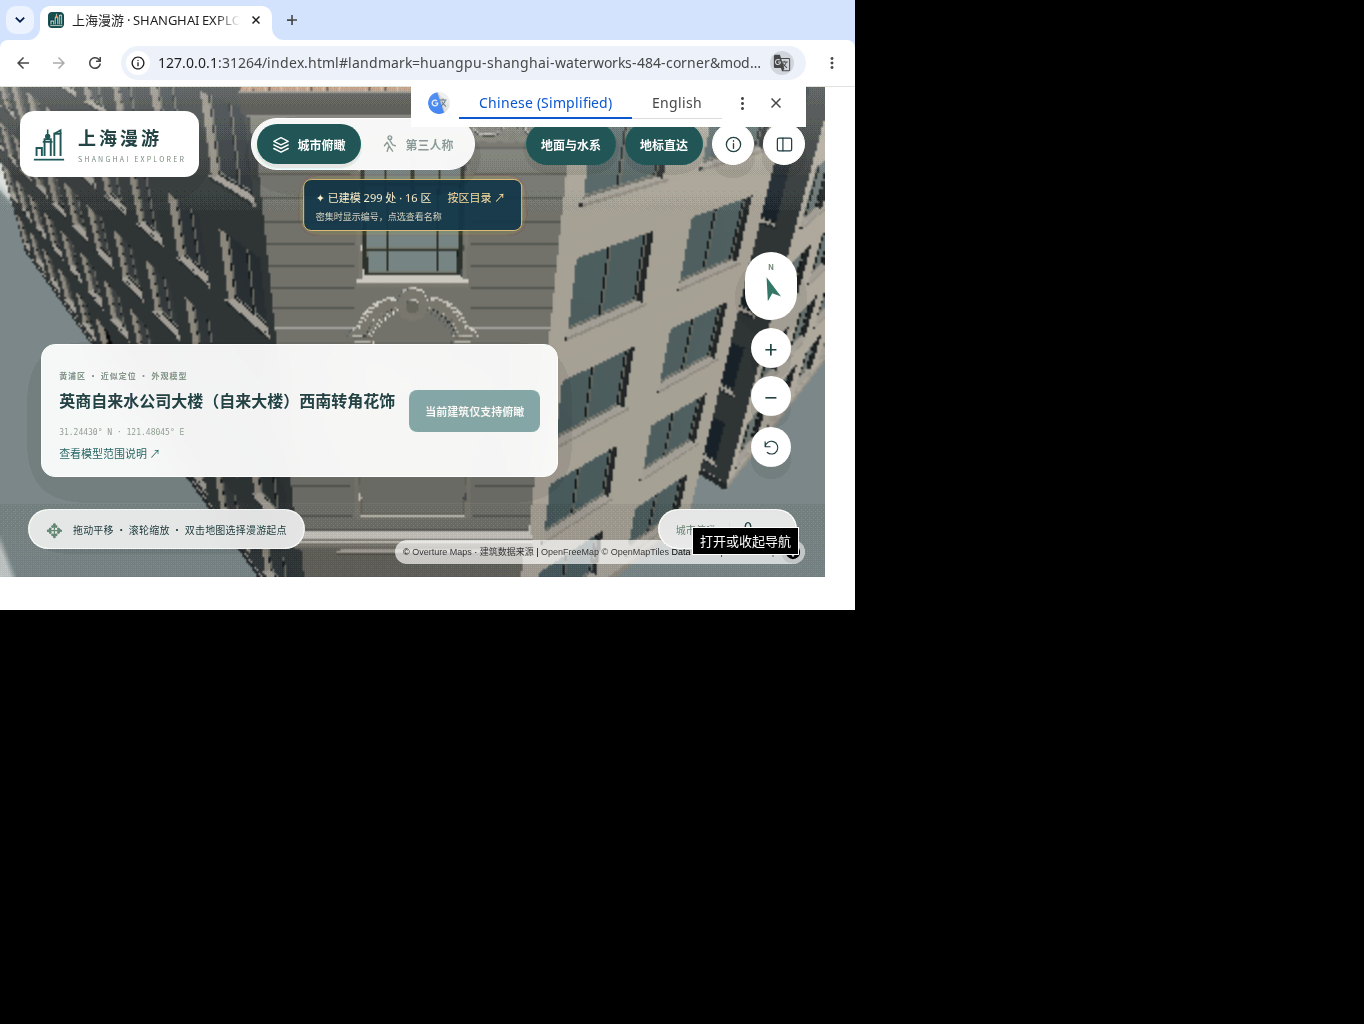 上海漫游 · SHANGHAI EXPLO
127.0.0.1:31264/index.html#landmark=huangpu-shanghai-waterworks-484-corner&mod...
Chinese (Simplified)
English
上海漫游
SHANGHAI EXPLORER
城市俯瞰
第三人称
地面与水系
地标直达
✦ 已建模 299 处 · 16 区
按区目录 ↗
密集时显示编号，点选查看名称
N
黄浦区 · 近似定位 · 外观模型
英商自来水公司大楼（自来大楼）西南转角花饰
当前建筑仅支持俯瞰
31.24430° N · 121.48045° E
查看模型范围说明 ↗
拖动平移 · 滚轮缩放 · 双击地图选择漫游起点
打开或收起导航
© Overture Maps · 建筑数据来源 | OpenFreeMap © OpenMapTiles Data